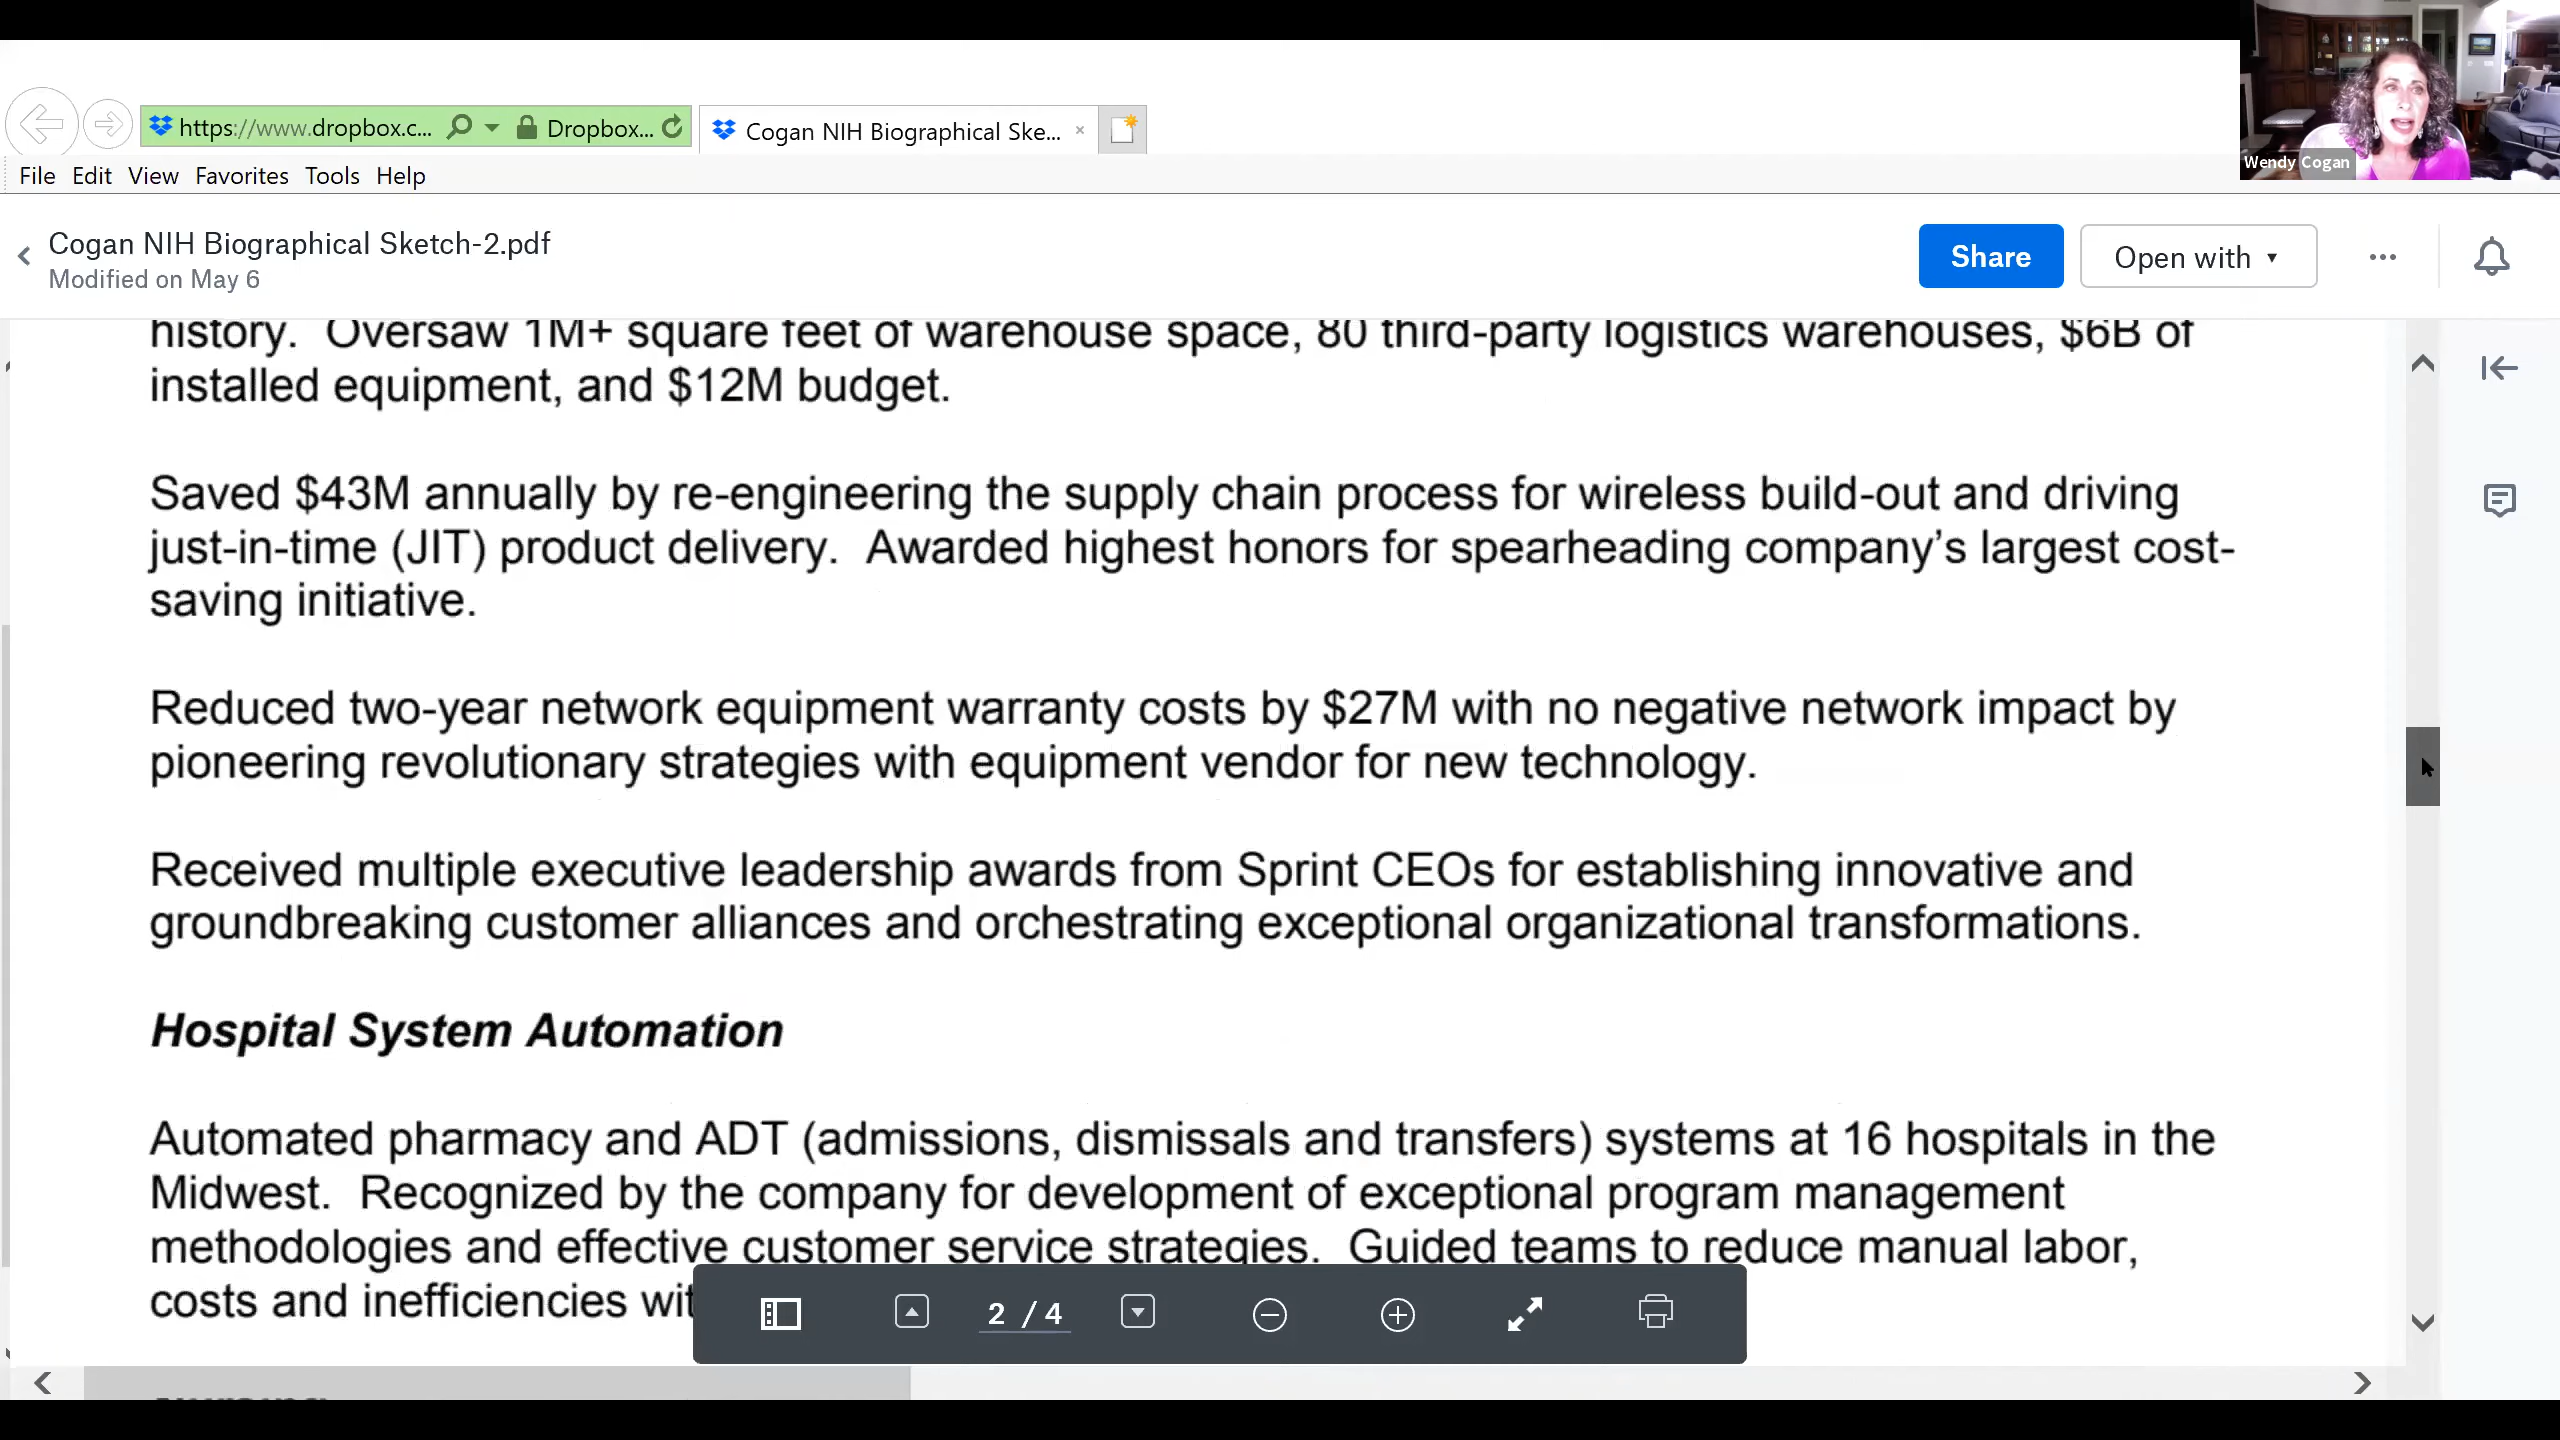 https://www.dropbox.c...
Dropbox...
Cogan NIH Biographical Ske...
File Edit View Favorites Tools Help
Wendy Cogan
Cogan NIH Biographical Sketch-2.pdf
Modified on May 6
Share
Open with
history. Oversaw 1M+ square feet of warehouse space, 80 third-party logistics warehouses, $6B of
installed equipment, and $12M budget.
Saved $43M annually by re-engineering the supply chain process for wireless build-out and driving
just-in-time (JIT) product delivery. Awarded highest honors for spearheading company’s largest cost-
saving initiative.
Reduced two-year network equipment warranty costs by $27M with no negative network impact by
pioneering revolutionary strategies with equipment vendor for new technology.
Received multiple executive leadership awards from Sprint CEOs for establishing innovative and
groundbreaking customer alliances and orchestrating exceptional organizational transformations.
Hospital System Automation
Automated pharmacy and ADT (admissions, dismissals and transfers) systems at 16 hospitals in the
Midwest. Recognized by the company for development of exceptional program management
methodologies and effective customer service strategies. Guided teams to reduce manual labor,
costs and inefficiencies
2 / 4